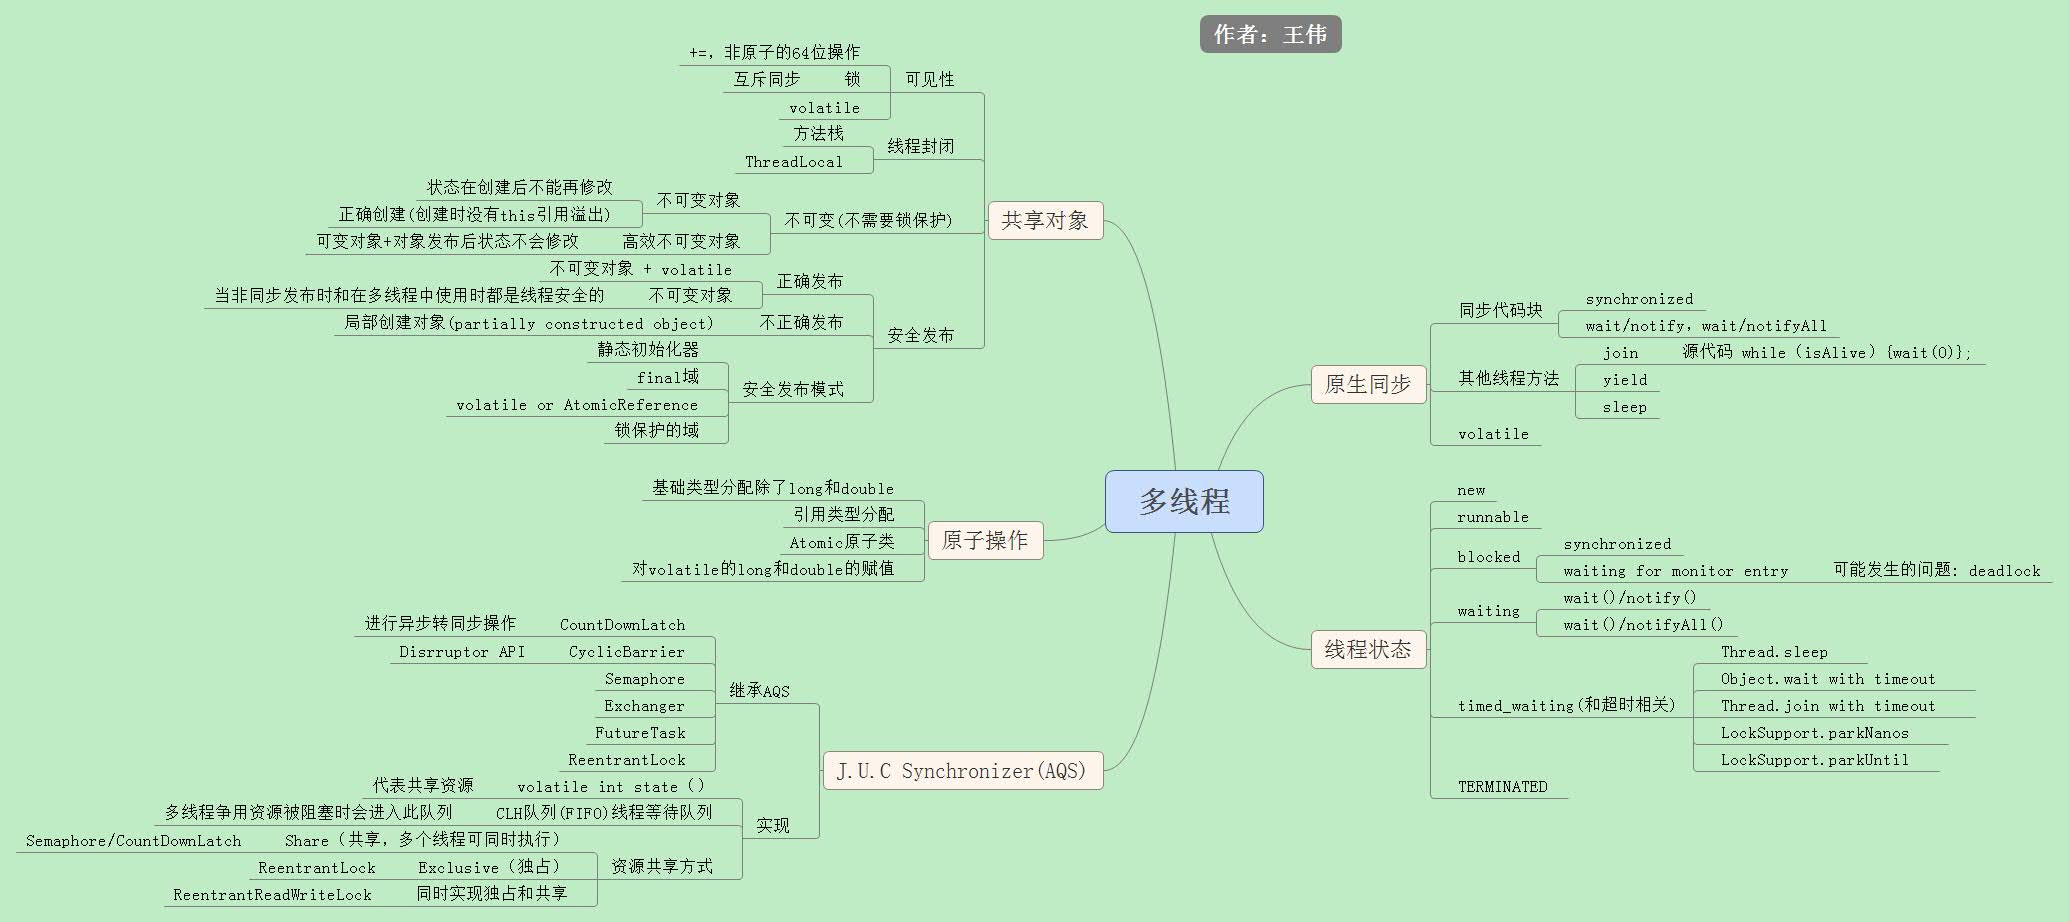 作者：王伟
多线程
共享对象
可见性
+=，非原子的64位操作
锁
互斥同步
volatile
线程封闭
方法栈
ThreadLocal
不可变(不需要锁保护)
不可变对象
状态在创建后不能再修改
正确创建(创建时没有this引用溢出)
高效不可变对象
可变对象+对象发布后状态不会修改
安全发布
正确发布
不可变对象 + volatile
不可变对象
当非同步发布时和在多线程中使用时都是线程安全的
不正确发布
局部创建对象(partially constructed object)
安全发布模式
静态初始化器
final域
volatile or AtomicReference
锁保护的域
原子操作
基础类型分配除了long和double
引用类型分配
Atomic原子类
对volatile的long和double的赋值
J.U.C Synchronizer(AQS)
继承AQS
CountDownLatch
进行异步转同步操作
CyclicBarrier
Disrruptor API
Semaphore
Exchanger
FutureTask
ReentrantLock
实现
volatile int state（）
代表共享资源
CLH队列(FIFO)线程等待队列
多线程争用资源被阻塞时会进入此队列
资源共享方式
Share（共享，多个线程可同时执行）
Semaphore/CountDownLatch
Exclusive（独占）
ReentrantLock
同时实现独占和共享
ReentrantReadWriteLock
原生同步
同步代码块
synchronized
wait/notify，wait/notifyAll
其他线程方法
join
源代码 while（isAlive）{wait(0)};
yield
sleep
volatile
线程状态
new
runnable
blocked
synchronized
waiting for monitor entry
可能发生的问题：deadlock
waiting
wait()/notify()
wait()/notifyAll()
timed_waiting(和超时相关)
Thread.sleep
Object.wait with timeout
Thread.join with timeout
LockSupport.parkNanos
LockSupport.parkUntil
TERMINATED